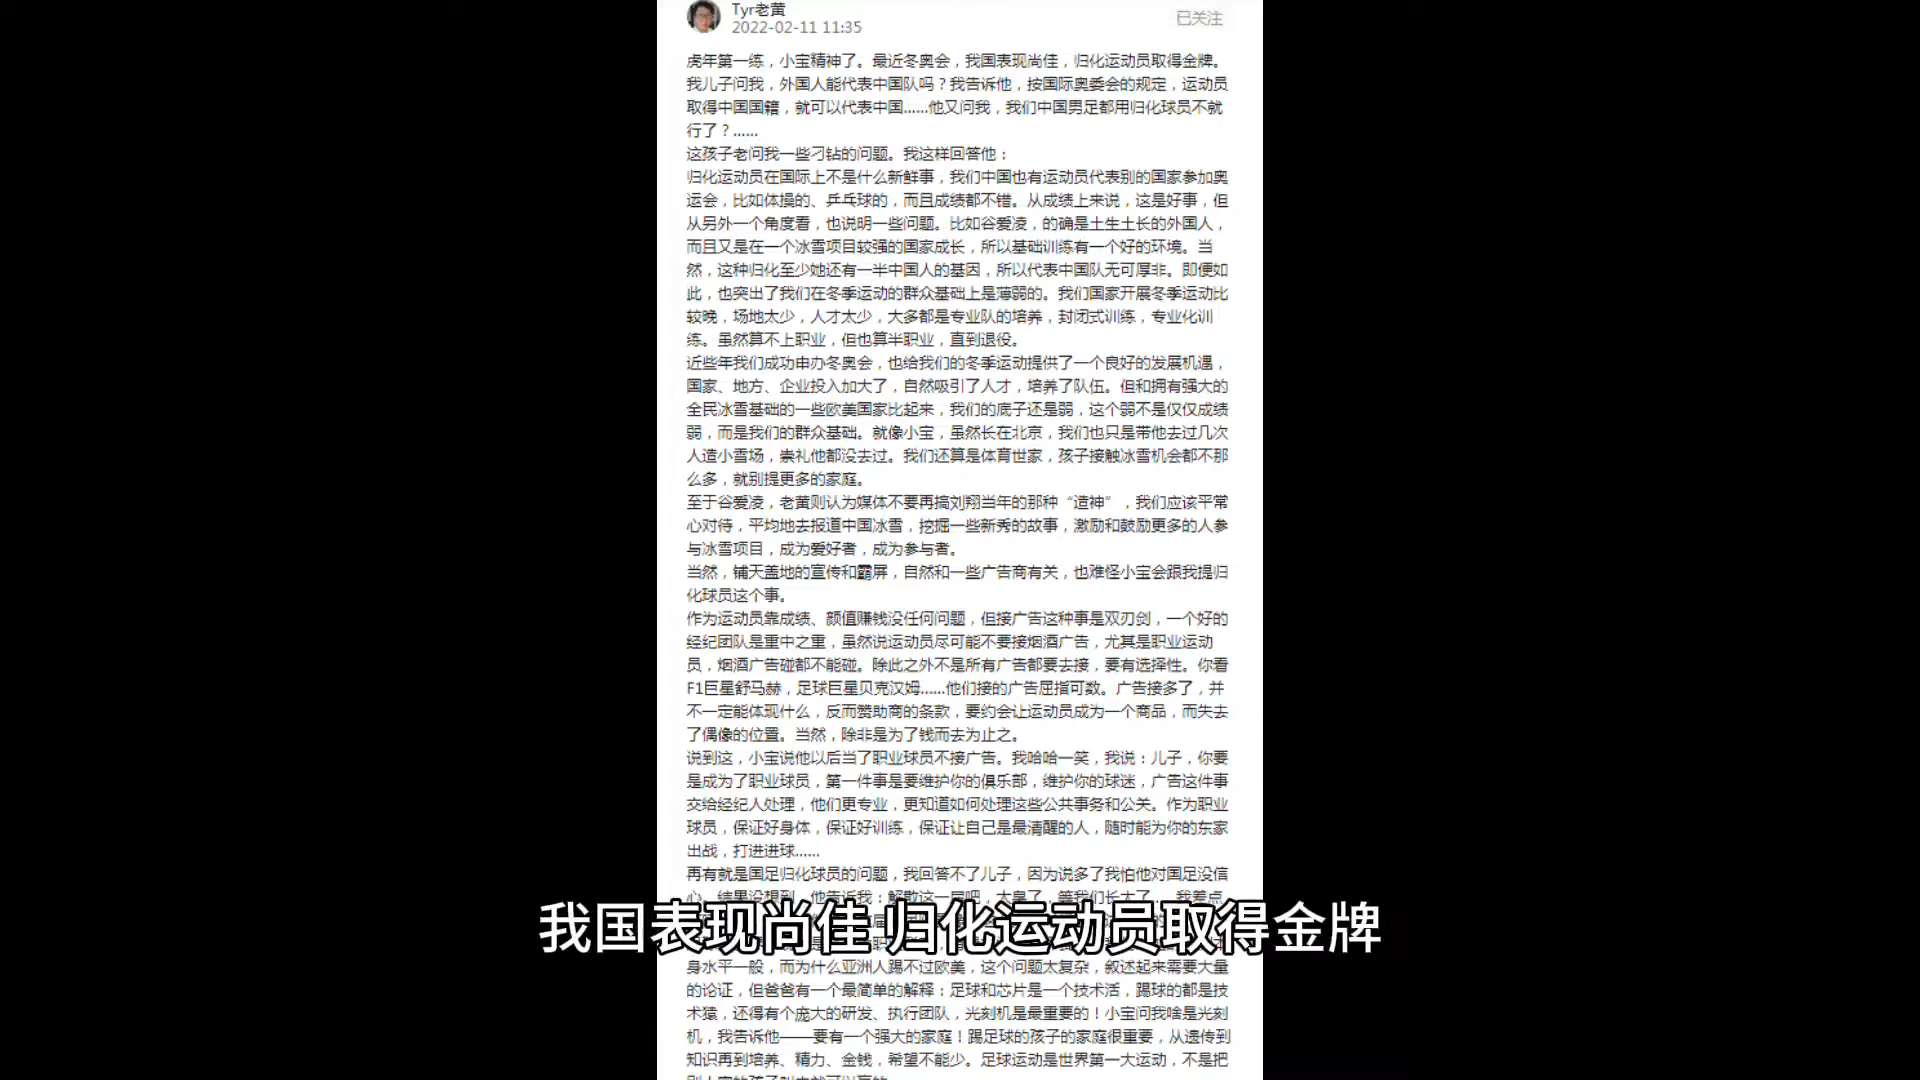 Tyr老黄
2022-02-11 11:35
已关注
虎年第一练，小宝精神了。最近冬奥会，我国表现尚佳，归化运动员取得金牌。
我儿子问我，外国人能代表中国队吗？我告诉他，按国际奥委会的规定，运动员
取得中国国籍，就可以代表中国......他又问我，我们中国男足都用归化球员不就
行了？......
这孩子老问我一些刁钻的问题。我这样回答他：
归化运动员在国际上不是什么新鲜事，我们中国也有运动员代表别的国家参加奥
运会，比如体操的、乒乓球的，而且成绩都不错。从成绩上来说，这是好事，但
从另外一个角度看，也说明一些问题。比如谷爱凌，的确是土生土长的外国人，
而且又是在一个冰雪项目较强的国家成长，所以基础训练有一个好的环境。当
然，这种归化至少她还有一半中国人的基因，所以代表中国队无可厚非。即便如
此，也突出了我们在冬季运动的群众基础上是薄弱的。我们国家开展冬季运动比
较晚，场地太少，人才太少，大多都是专业队的培养，封闭式训练，专业化训
练。虽然算不上职业，但也算半职业，直到退役。
近些年我们成功申办冬奥会，也给我们的冬季运动提供了一个良好的发展机遇，
国家、地方、企业投入加大了，自然吸引了人才，培养了队伍。但和拥有强大的
全民冰雪基础的一些欧美国家比起来，我们的底子还是弱，这个弱不是仅仅成绩
弱，而是我们的群众基础。就像小宝，虽然长在北京，我们也只是带他去过几次
人造小雪场，崇礼他都没去过。我们还算是体育世家，孩子接触冰雪机会都不那
么多，就别提更多的家庭。
至于谷爱凌，老黄则认为媒体不要再搞刘翔当年的那种“造神”，我们应该平常
心对待，平均地去报道中国冰雪，挖掘一些新秀的故事，激励和鼓励更多的人参
与冰雪项目，成为爱好者，成为参与者。
当然，铺天盖地的宣传和霸屏，自然和一些广告商有关，也难怪小宝会跟我提归
化球员这个事。
作为运动员靠成绩、颜值赚钱没任何问题，但接广告这种事是双刃剑，一个好的
经纪团队是重中之重，虽然说运动员尽可能不要接烟酒广告，尤其是职业运动
员，烟酒广告碰都不能碰。除此之外不是所有广告都要去接，要有选择性。你看
F1巨星舒马赫，足球巨星贝克汉姆......他们接的广告屈指可数。广告接多了，并
不一定能体现什么，反而赞助商的条款，要约会让运动员成为一个商品，而失去
了偶像的位置。当然，除非是为了钱而去为止之。
说到这，小宝说他以后当了职业球员不接广告。我哈哈一笑，我说：儿子，你要
是成为了职业球员，第一件事是要维护你的俱乐部，维护你的球迷，广告这件事
交给经纪人处理，他们更专业，更知道如何处理这些公共事务和公关。作为职业
球员，保证好身体，保证好训练，保证让自己是最清醒的人，随时能为你的东家
出战，打进进球......
再有就是国足归化球员的问题，我回答不了儿子，因为说多了我怕他对国足没信
心。结果没想到，他告诉我：解散这一届吧，太臭了，等我们长大了......我差点
我国表现尚佳 归化运动员取得金牌
身水平一般，而为什么亚洲人踢不过欧美，这个问题太复杂，叙述起来需要大量
的论证，但爸爸有一个最简单的解释：足球和芯片是一个技术活，踢球的都是技
术猿，还得有个庞大的研发、执行团队，光刻机是最重要的！小宝问我啥是光刻
机，我告诉他——要有一个强大的家庭！踢足球的孩子的家庭很重要，从遗传到
知识再到培养、精力、金钱，希望不能少。足球运动是世界第一大运动，不是把